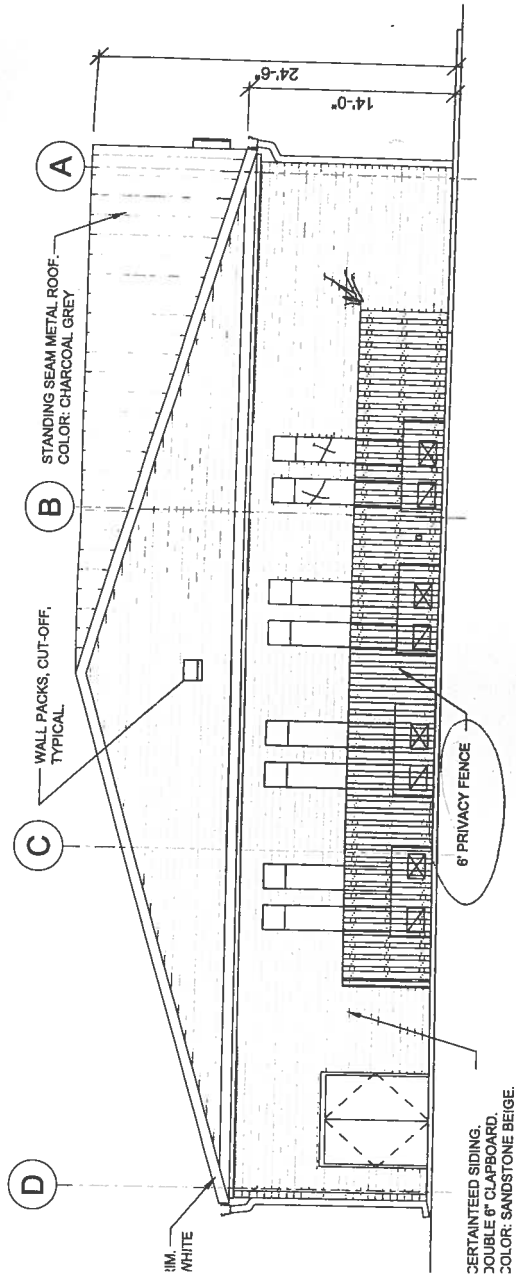 A
B
C
D
STANDING SEAM METAL ROOF.
COLOR: CHARCOAL GREY
WALL PACKS, CUT-OFF,
TYPICAL.
24'-6"
14'-0"
6' PRIVACY FENCE
RIM.
WHITE
CERTAINTEED SIDING.
DOUBLE 6" CLAPBOARD.
COLOR: SANDSTONE BEIGE.